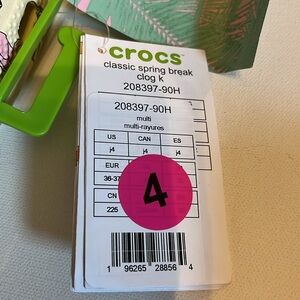 crocs™
classic spring break
clog k
208397-90H
208397-90H
multi
multi-rayures
US CAN ES
j4 j4 j4
EUR
36-37
CN
225
4
1 96265 28856 4